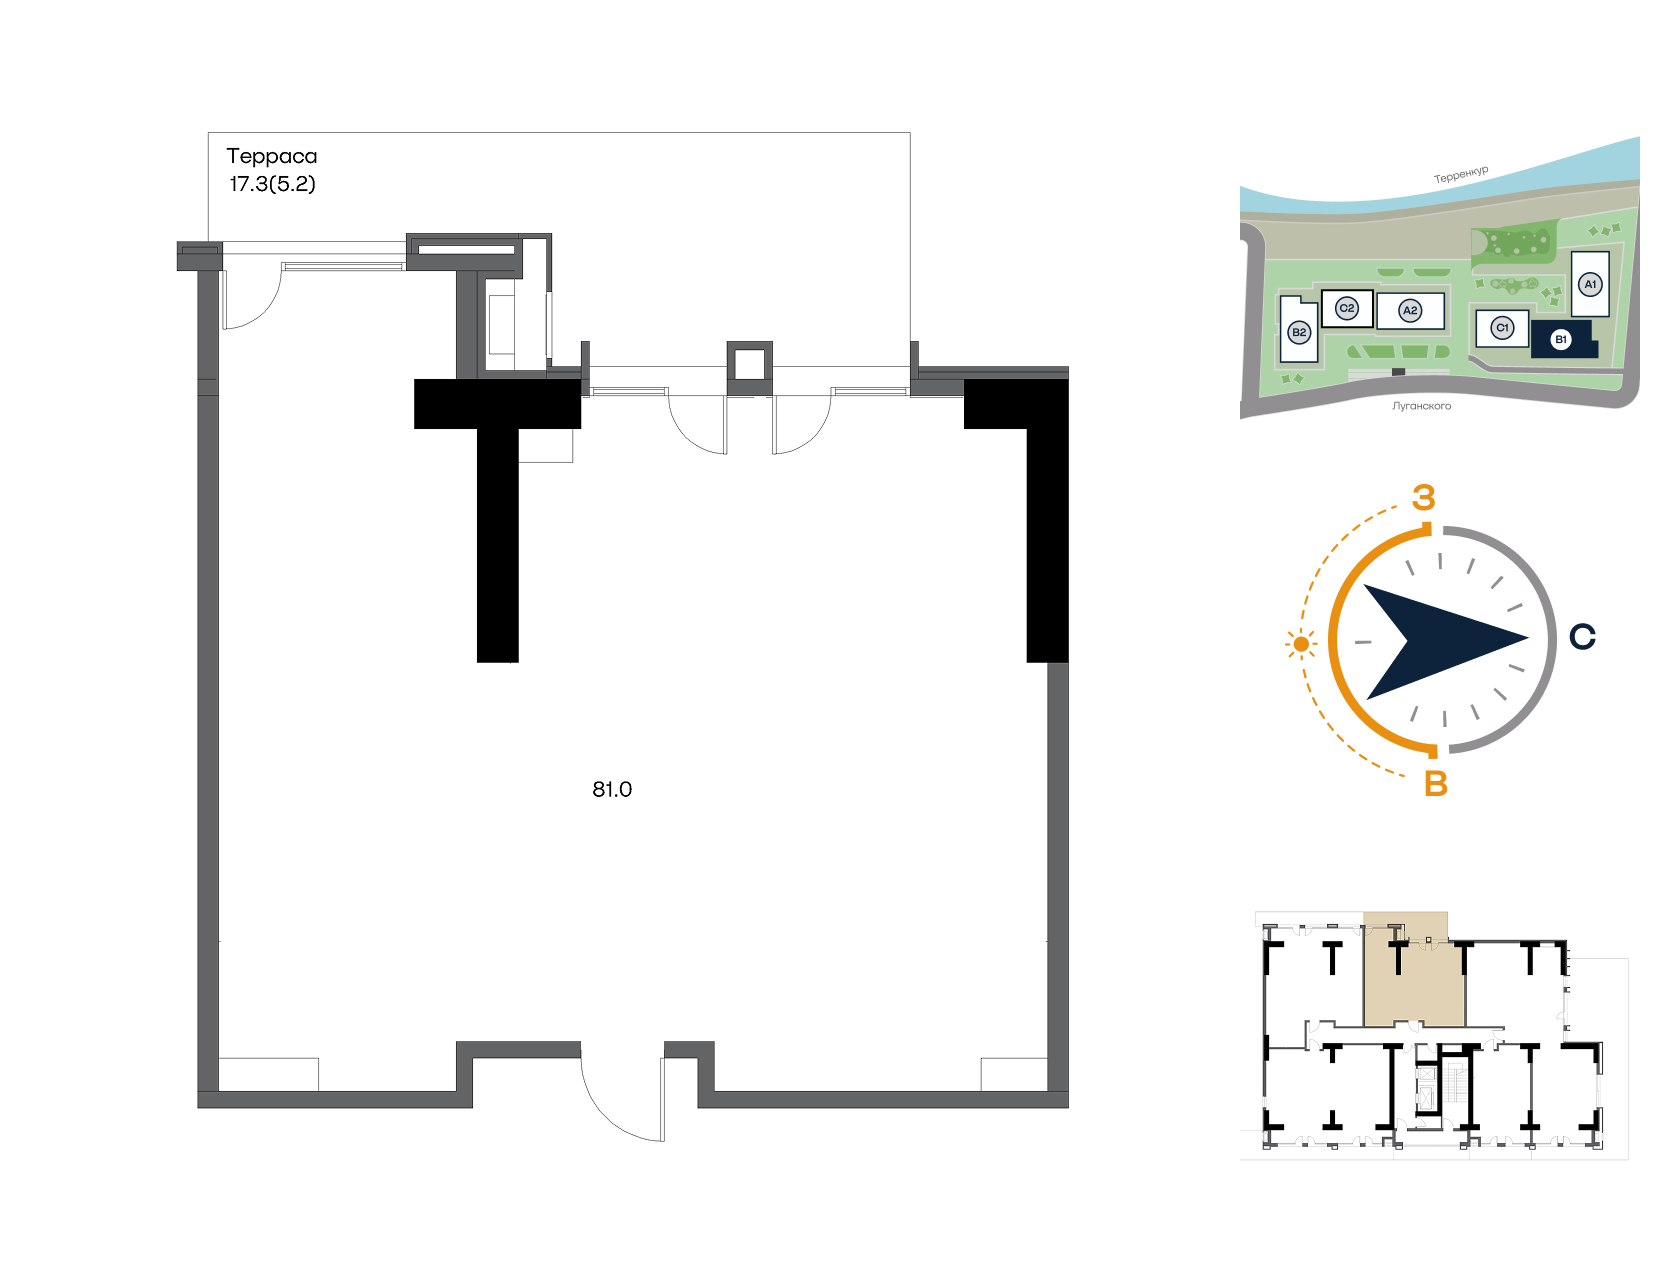 Терраса
17.3(5.2)
81.0
Терренкур
A1
C2
A2
B2
C1
B1
Луганского
З
С
В